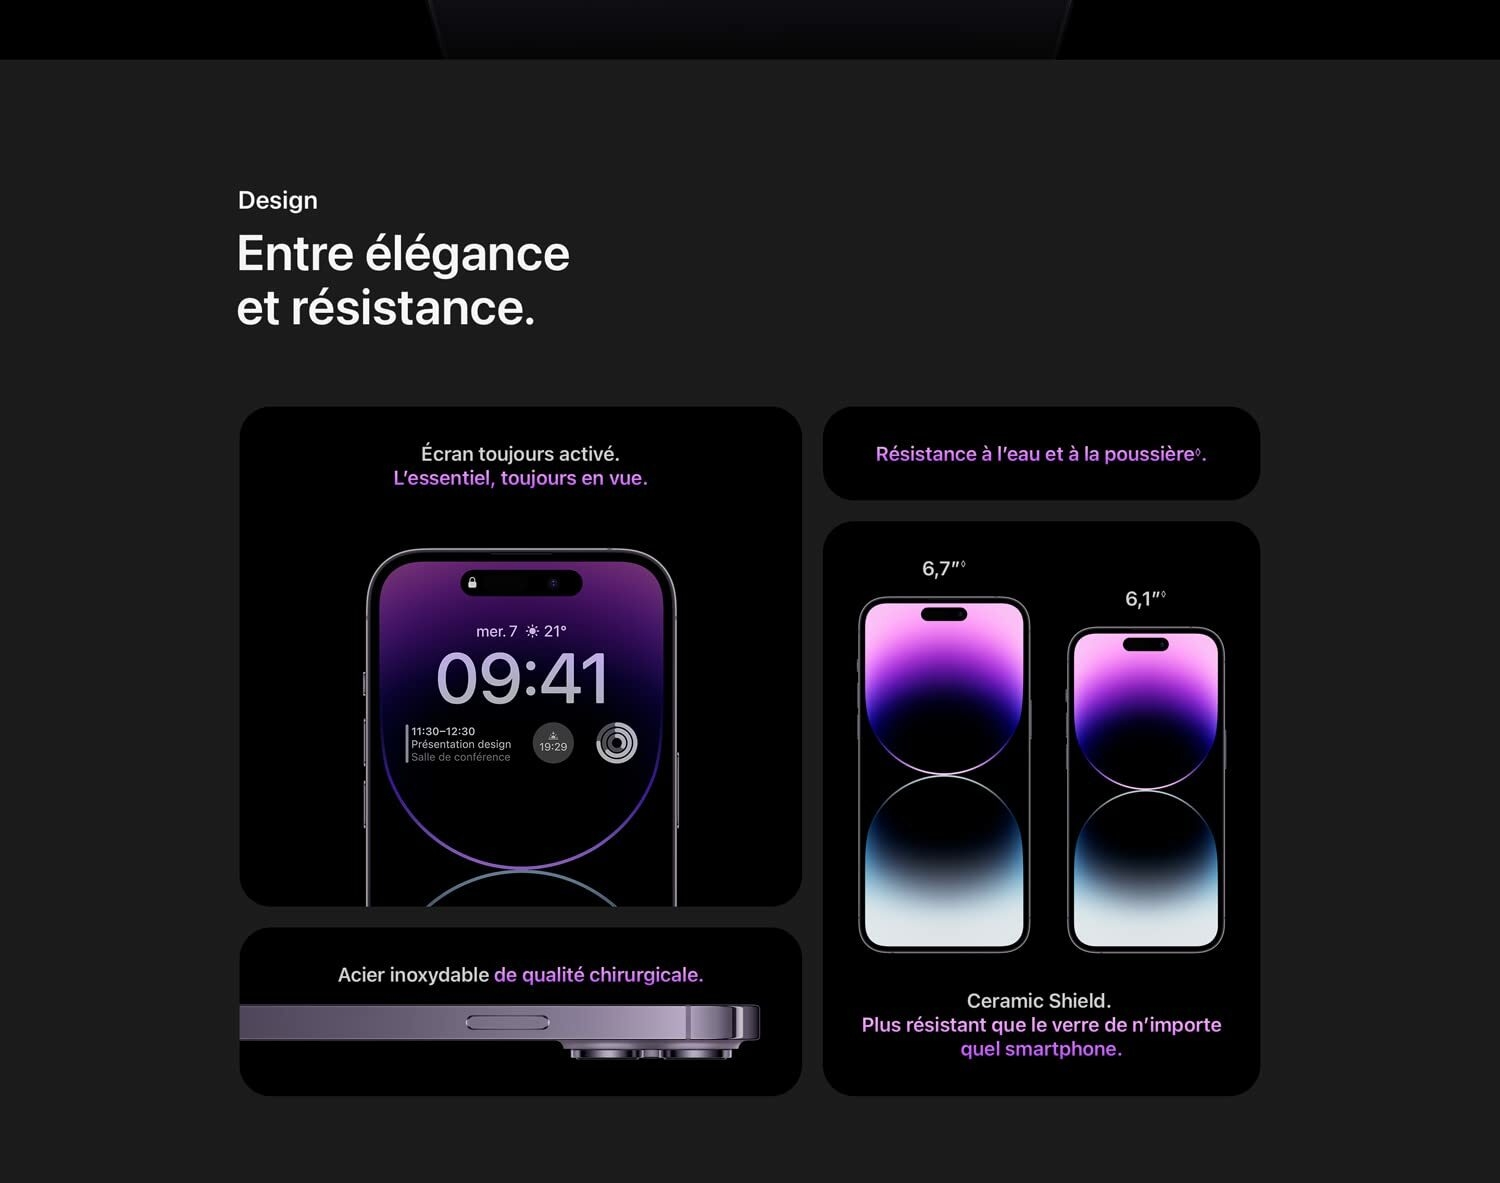 Design
Entre élégance
et résistance.
Écran toujours activé.
L’essentiel, toujours en vue.
mer. 7 21°
09:41
11:30–12:30
Présentation design
Salle de conférence
19:29
Acier inoxydable de qualité chirurgicale.
Résistance à l’eau et à la poussière◊.
6,7”◊
6,1”◊
Ceramic Shield.
Plus résistant que le verre de n’importe
quel smartphone.